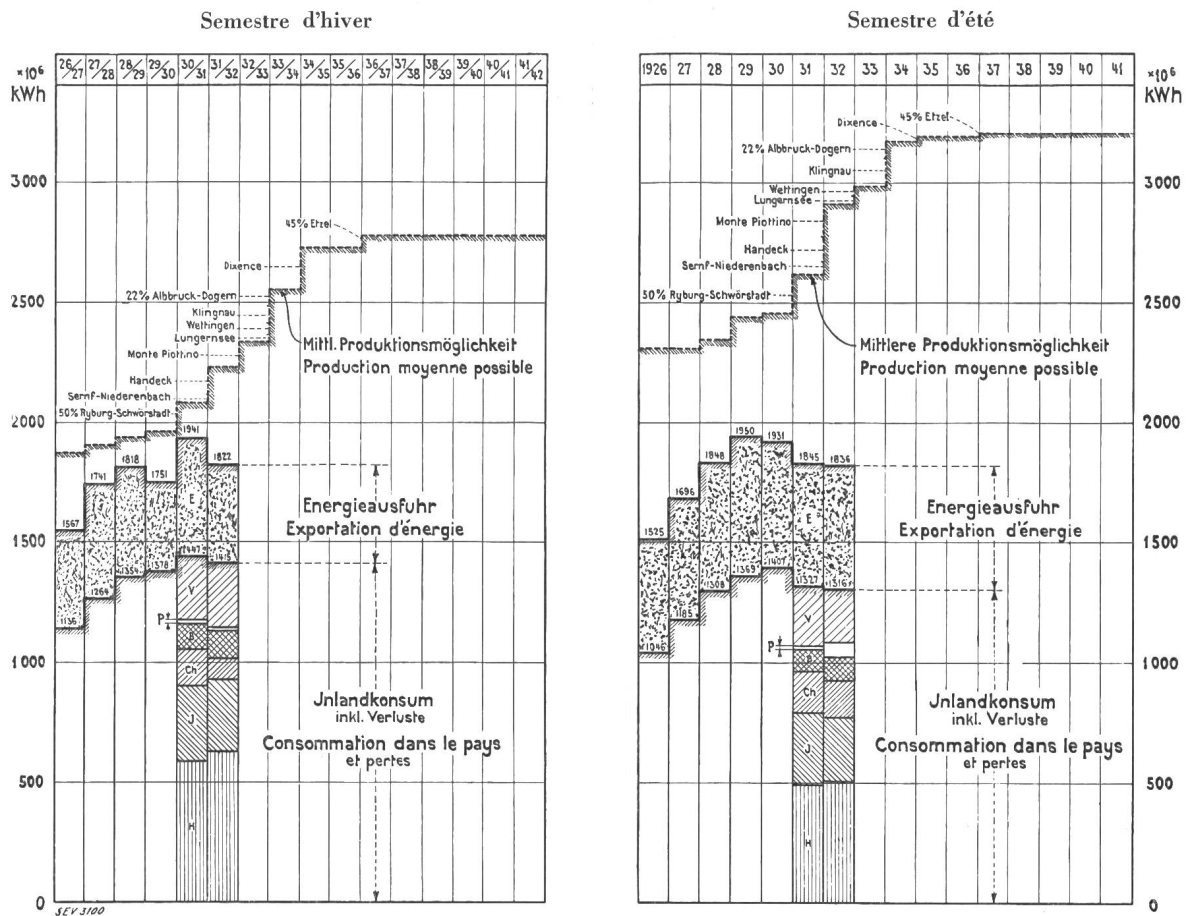 Semestre d'hiver
×10⁶
kWh
26/27 27/28 28/29 29/30 30/31 31/32 32/33 33/34 34/35 35/36 36/37 37/38 38/39 39/40 40/41 41/42
3000
2500
2000
1500
1000
500
0
45% Etzel
Dixence
22% Albbruck-Dogern
Klingnau
Wettingen
Lungernsee
Monte Piottino
Handeck
Sernf-Niederenbach
50% Ryburg-Schwörstadt
Mittl. Produktionsmöglichkeit
Production moyenne possible
1567 1741 1818 1751 1941 1822
Energieausfuhr
Exportation d'énergie
1136 1264 1354 1378 1447 1415
E
V
P
B
Ch
J
H
Jnlandkonsum
inkl. Verluste
Consommation dans le pays
et pertes
SEV 3100
Semestre d'été
1926 27 28 29 30 31 32 33 34 35 36 37 38 39 40 41
×10⁶
kWh
3000
2500
2000
1500
1000
500
0
45% Etzel
Dixence
22% Albbruck-Dogern
Klingnau
Wettingen
Lungernsee
Monte Piottino
Handeck
Sernf-Niederenbach
50% Ryburg-Schwörstadt
Mittlere Produktionsmöglichkeit
Production moyenne possible
1525 1696 1848 1950 1931 1845 1836
Energieausfuhr
Exportation d'énergie
1046 1185 1308 1369 1407 1327 1316
E
V
P
B
Ch
J
H
Jnlandkonsum
inkl. Verluste
Consommation dans le pays
et pertes